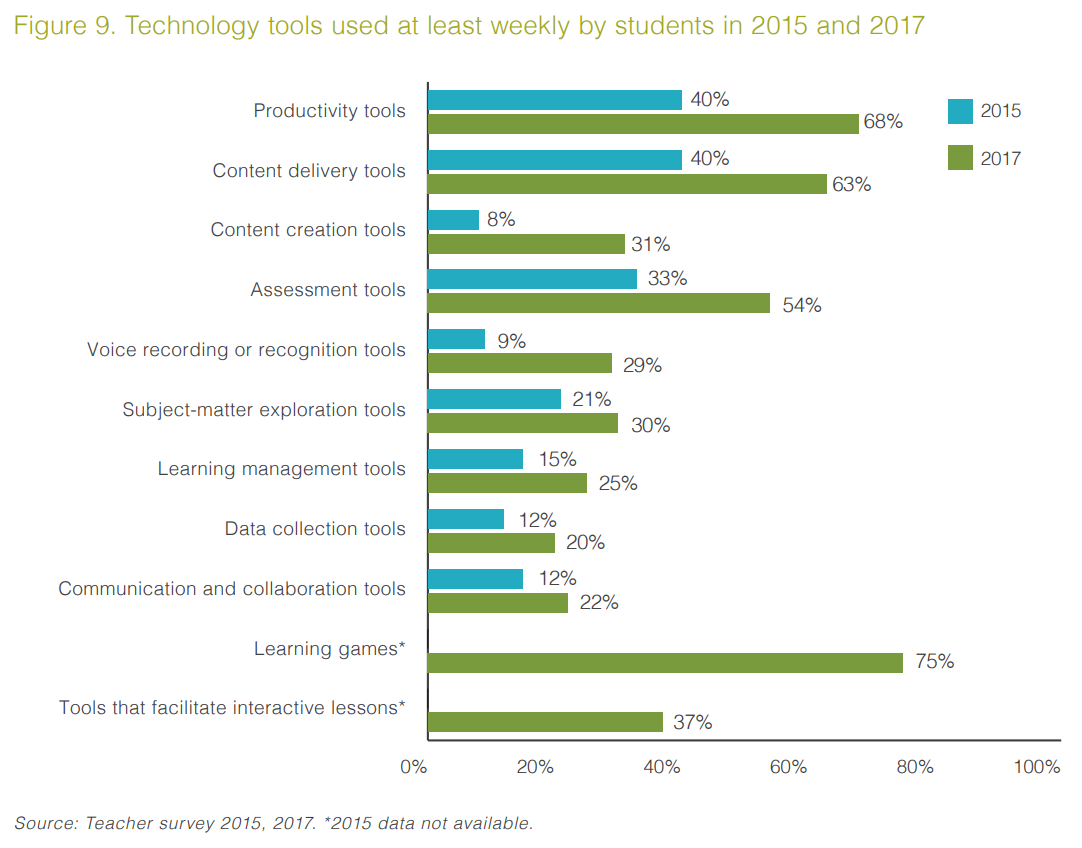 Figure 9. Technology tools used at least weekly by students in 2015 and 2017
Productivity tools
40%
68%
2015
2017
Content delivery tools
40%
63%
Content creation tools
8%
31%
Assessment tools
33%
54%
Voice recording or recognition tools
9%
29%
Subject-matter exploration tools
21%
30%
Learning management tools
15%
25%
Data collection tools
12%
20%
Communication and collaboration tools
12%
22%
Learning games*
75%
Tools that facilitate interactive lessons*
37%
0% 20% 40% 60% 80% 100%
Source: Teacher survey 2015, 2017. *2015 data not available.